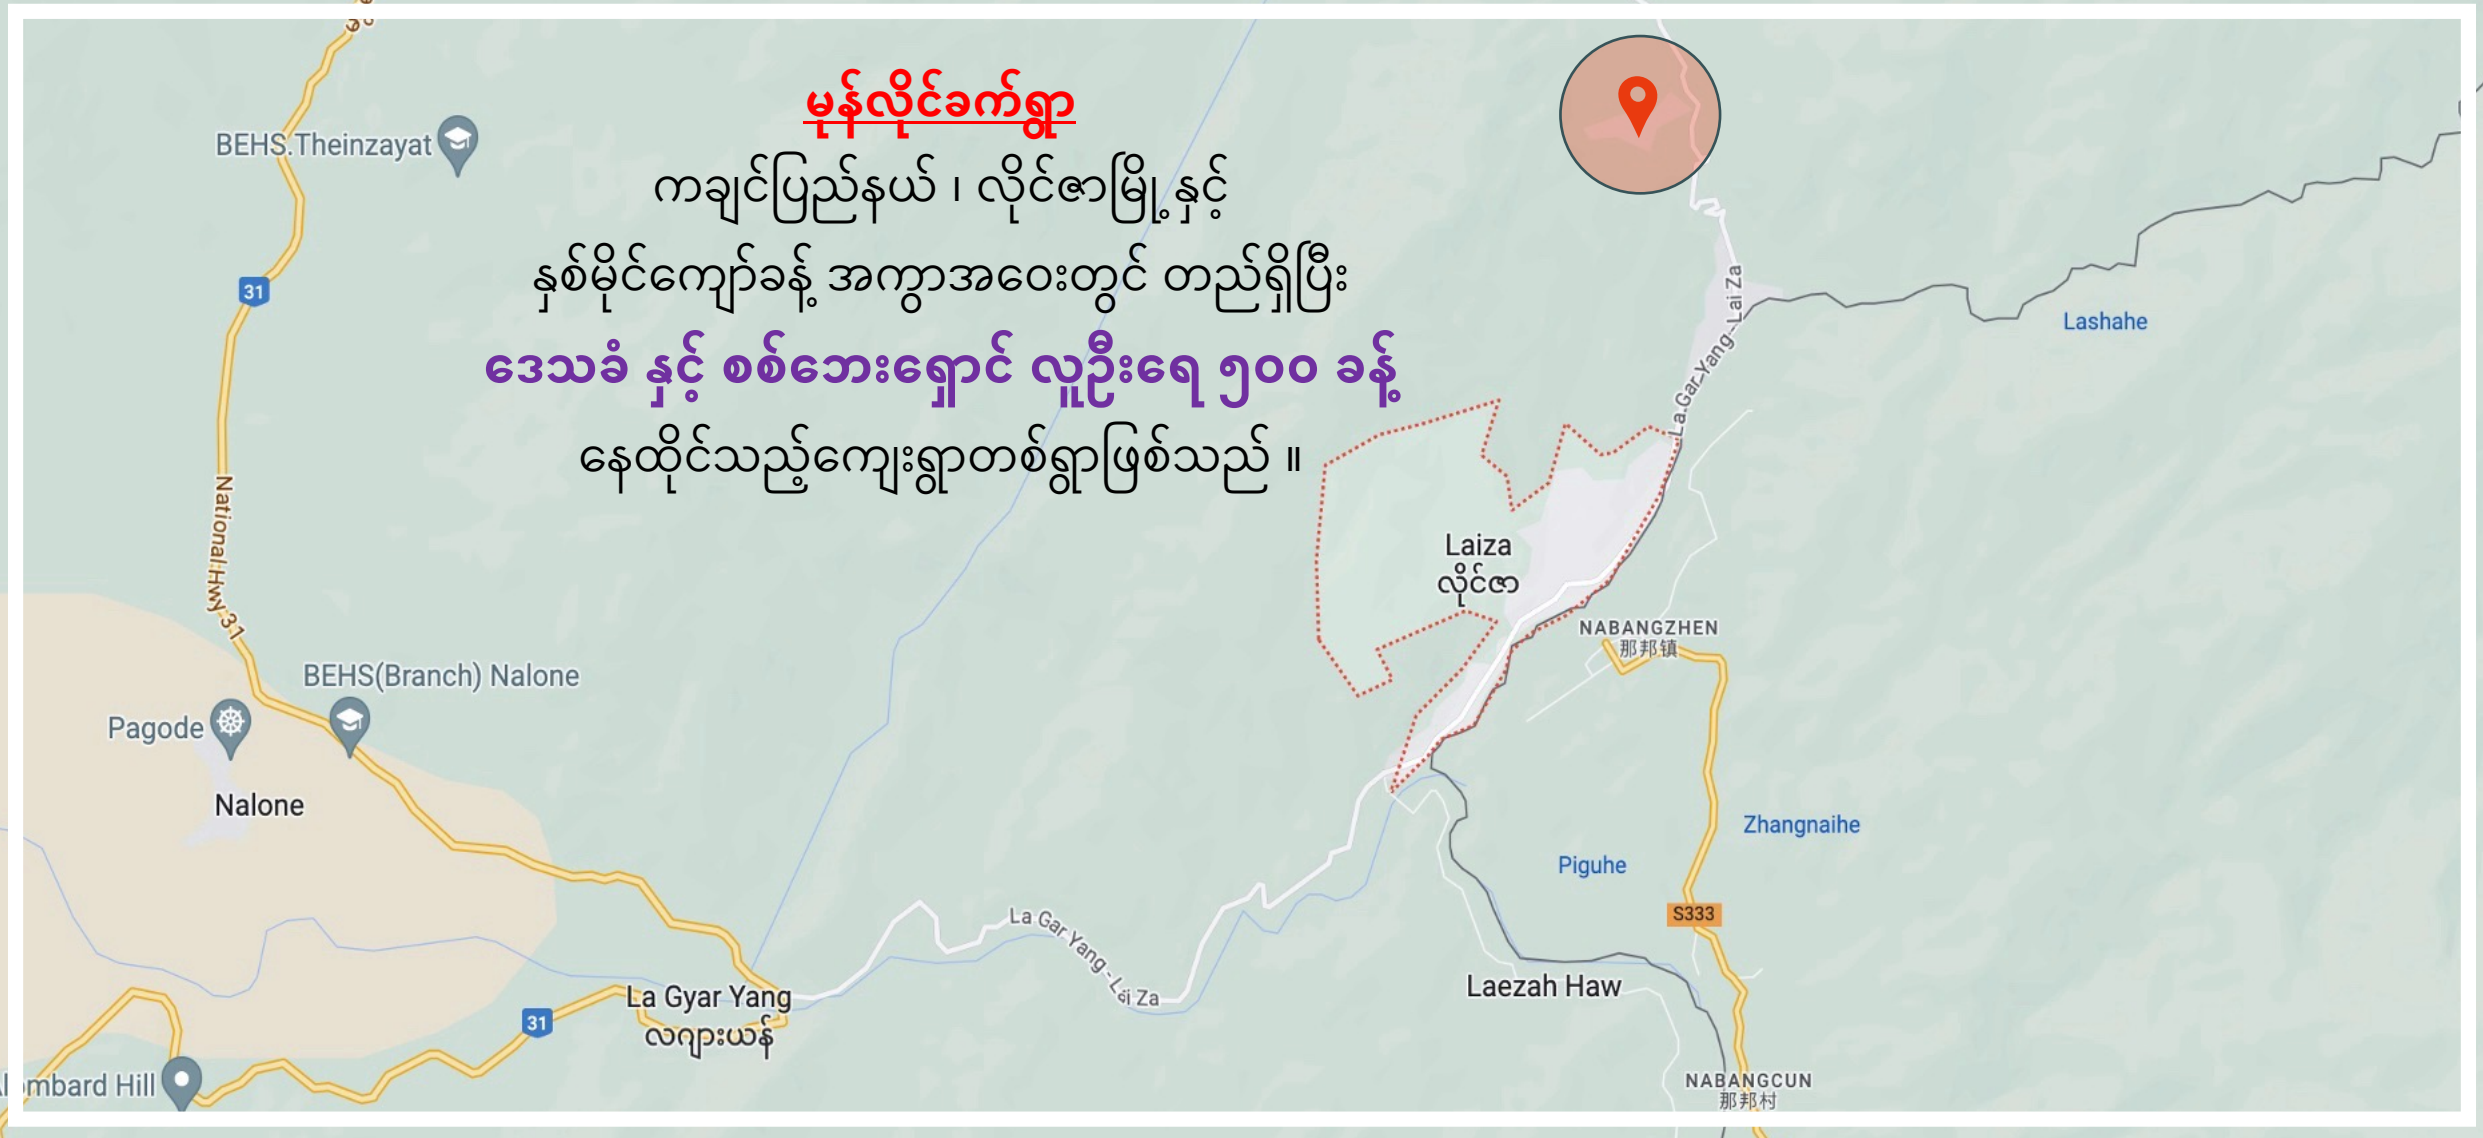 မုန်လိုင်ခက်ရွာ
ကချင်ပြည်နယ် ၊ လိုင်ဇာမြို့နှင့်
နှစ်မိုင်ကျော်ခန့် အကွာအဝေးတွင် တည်ရှိပြီး
ဒေသခံ နှင့် စစ်ဘေးရှောင် လူဦးရေ ၅၀၀ ခန့်
နေထိုင်သည့်ကျေးရွာတစ်ရွာဖြစ်သည် ။
BEHS.Theinzayat
31
National Hwy 31
La Gar Yang - Lai Za
La Gar Yang - Lai Za
Lashahe
Laiza
လိုင်ဇာ
NABANGZHEN
那邦镇
BEHS(Branch) Nalone
Pagode
Nalone
Zhangnaihe
Piguhe
S333
La Gar Yang - Lai Za
La Gyar Yang
လဂျားယန်
31
Laezah Haw
mbard Hill
NABANGCUN
那邦村